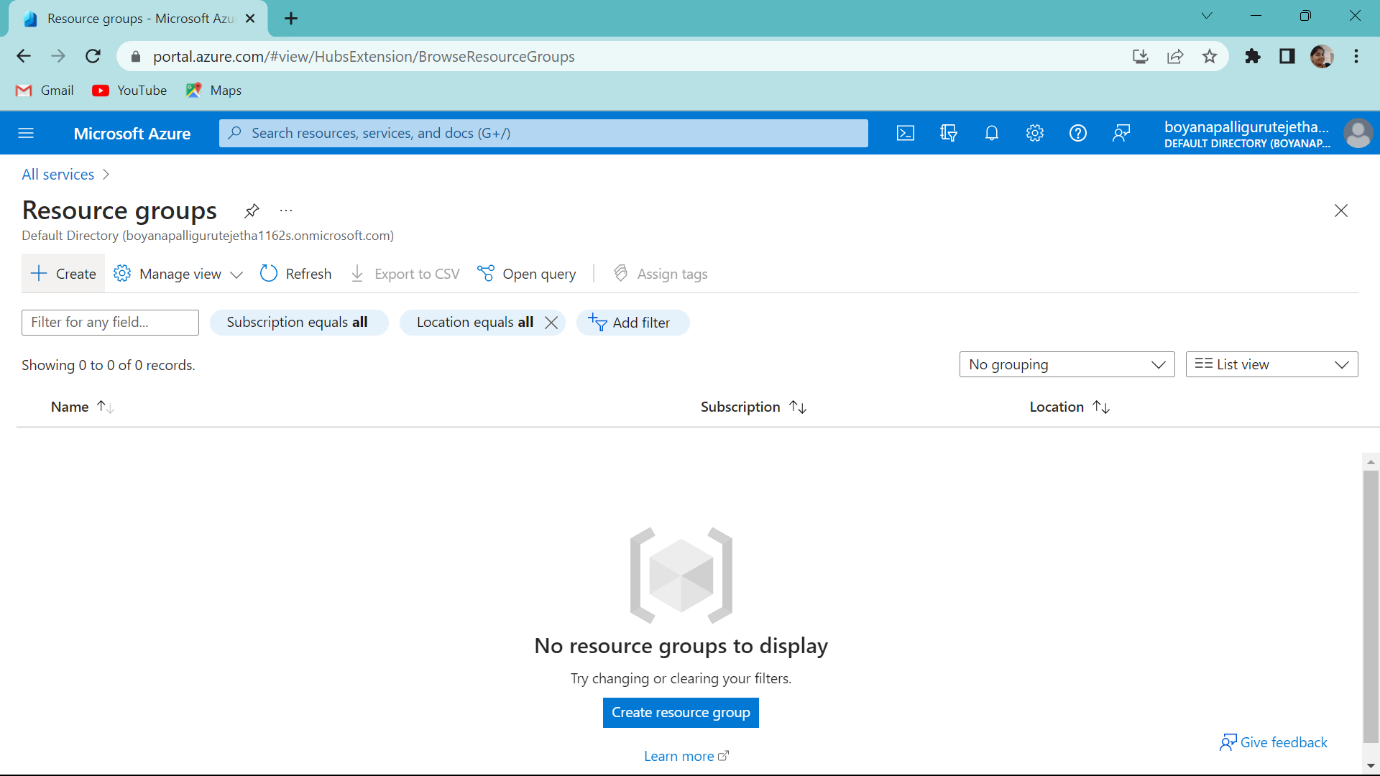 Resource groups - Microsoft Azu
portal.azure.com/#view/HubsExtension/BrowseResourceGroups
Gmail YouTube Maps
Microsoft Azure Search resources, services, and docs (G+/) boyanapalligurutejetha...
DEFAULT DIRECTORY (BOYANAP...
All services
Resource groups ...
Default Directory (boyanapalligurutejetha1162s.onmicrosoft.com)
Create Manage view Refresh Export to CSV Open query Assign tags
Filter for any field... Subscription equals all Location equals all Add filter
Showing 0 to 0 of 0 records. No grouping List view
Name Subscription Location
No resource groups to display
Try changing or clearing your filters.
Create resource group
Give feedback
Learn more